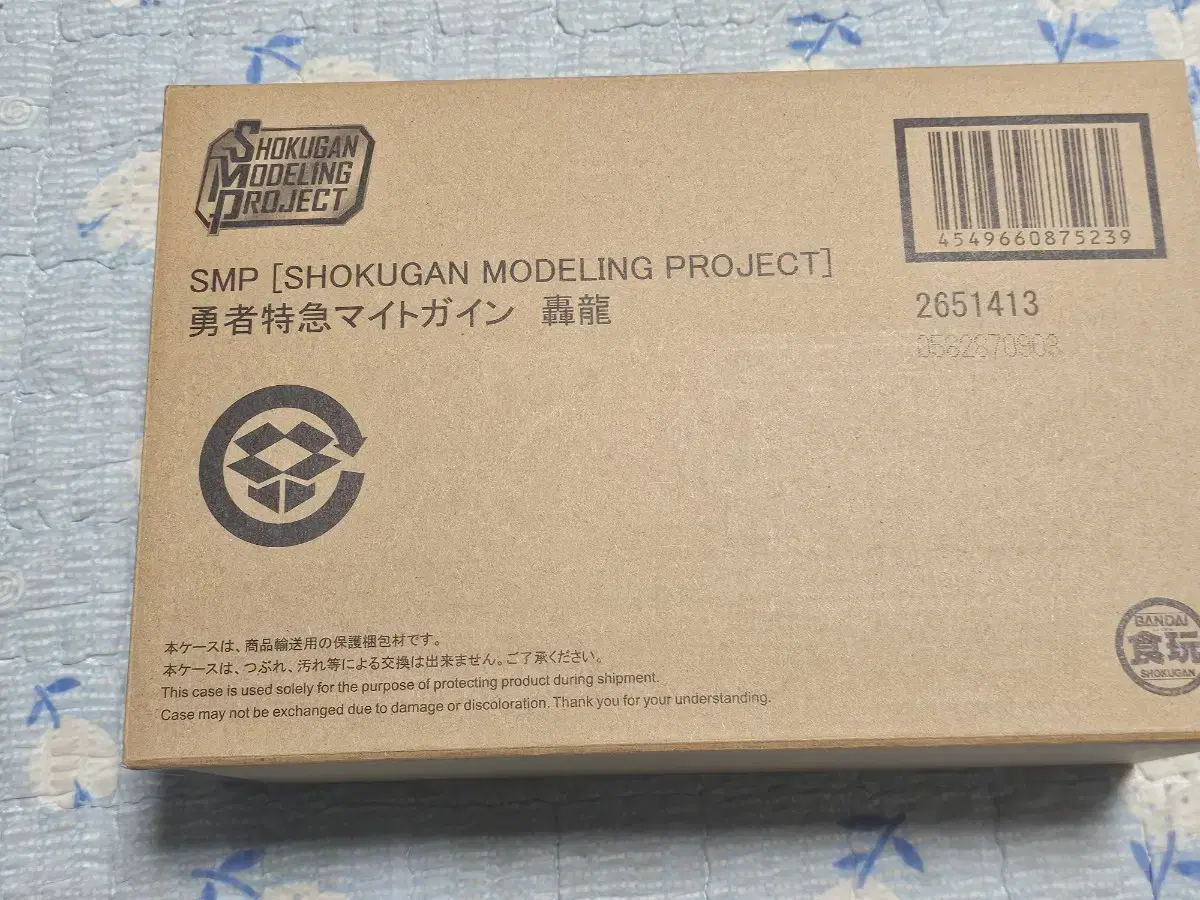 SHOKUGAN
MODELING
PROJECT
4549660875239
SMP [SHOKUGAN MODELING PROJECT]
勇者特急マイトガイン 轟龍
2651413
本ケースは、商品輸送用の保護梱包材です。
本ケースは、つぶれ、汚れ等による交換は出来ません。ご了承ください。
This case is used solely for the purpose of protecting product during shipment.
Case may not be exchanged due to damage or discoloration. Thank you for your understanding.
BANDAI
食玩
SHOKUGAN